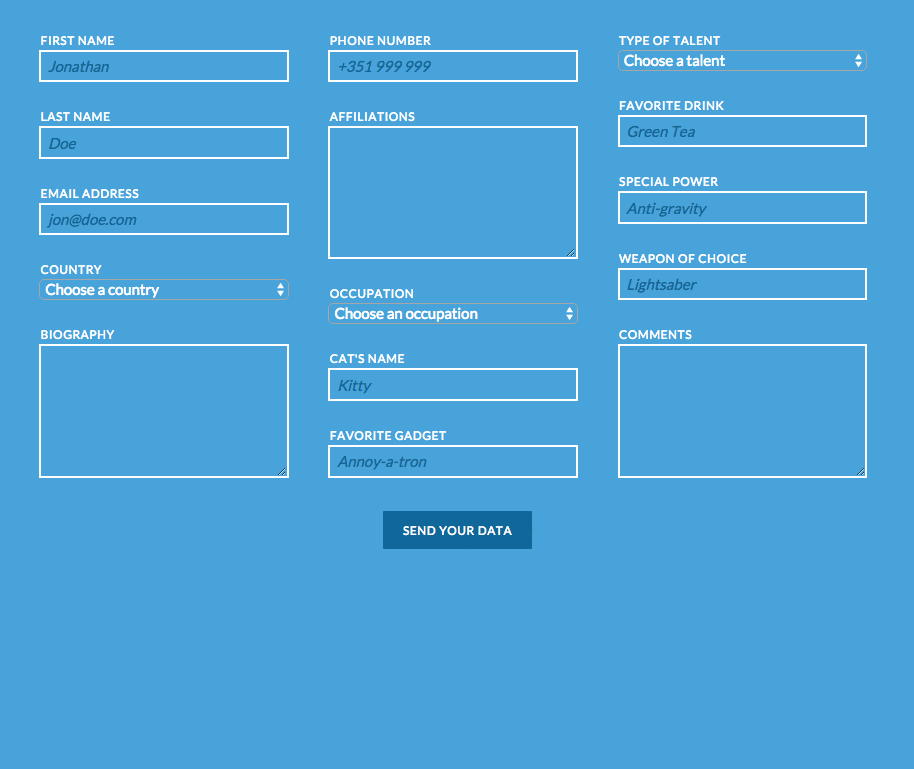 FIRST NAME
Jonathan
LAST NAME
Doe
EMAIL ADDRESS
jon@doe.com
COUNTRY
Choose a country
BIOGRAPHY
PHONE NUMBER
+351 999 999
AFFILIATIONS
OCCUPATION
Choose an occupation
CAT'S NAME
Kitty
FAVORITE GADGET
Annoy-a-tron
TYPE OF TALENT
Choose a talent
FAVORITE DRINK
Green Tea
SPECIAL POWER
Anti-gravity
WEAPON OF CHOICE
Lightsaber
COMMENTS
SEND YOUR DATA